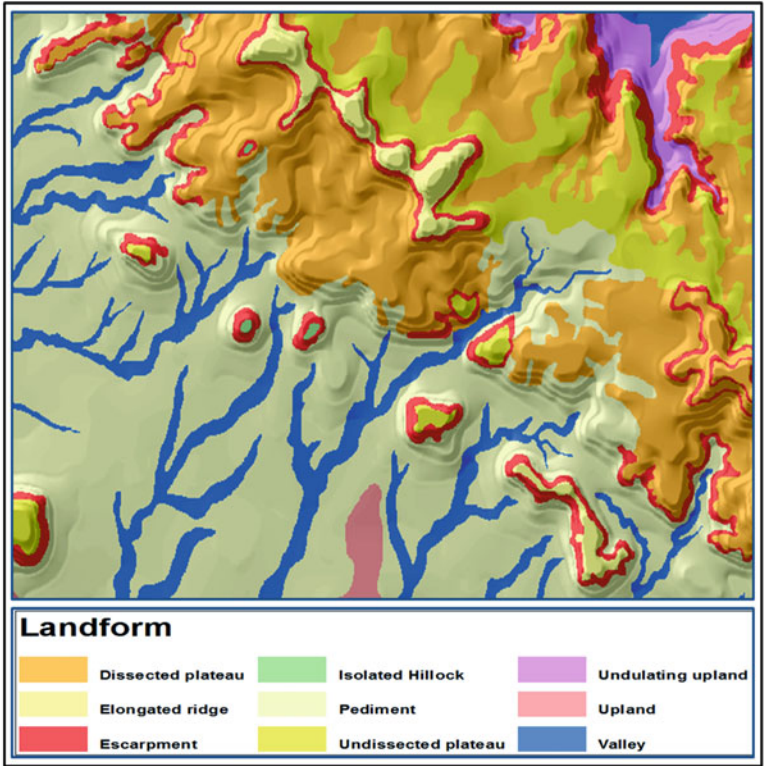 Landform
Dissected plateau Isolated Hillock Undulating upland
Elongated ridge Pediment Upland
Escarpment Undissected plateau Valley